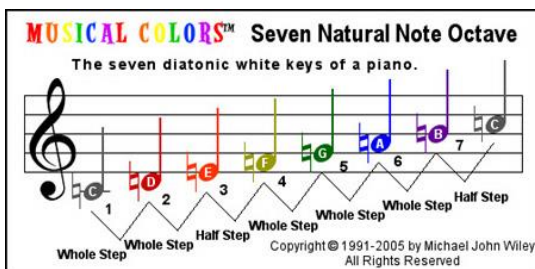 MUSICAL COLORS™ Seven Natural Note Octave
The seven diatonic white keys of a piano.
C D E F G A B C
1 2 3 4 5 6 7
Whole Step Whole Step Half Step Whole Step Whole Step Whole Step Half Step
Copyright © 1991-2005 by Michael John Wiley
All Rights Reserved